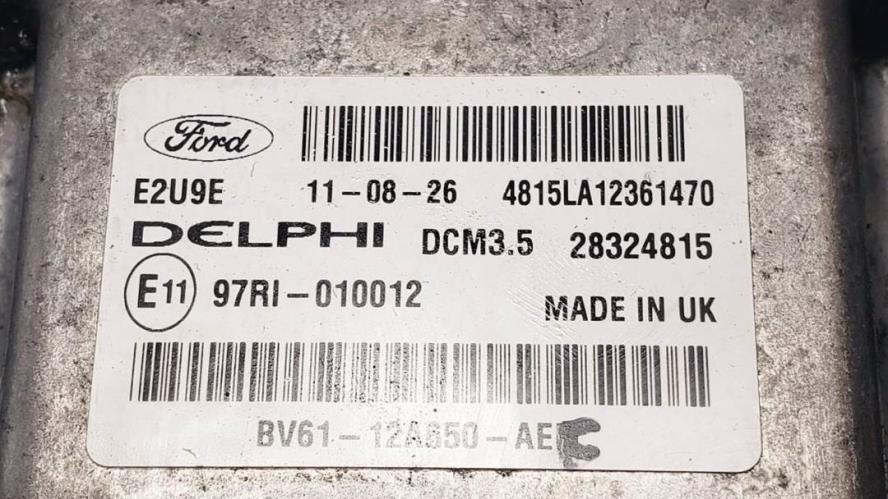 Ford
E2U9E 11-08-26 4815LA12361470
DELPHI DCM3.5 28324815
E11 97RI-010012 MADE IN UK
BV61-12A650-AE